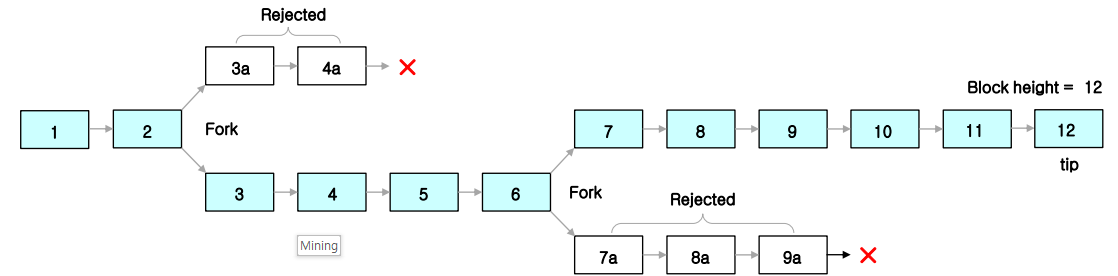 Rejected
3a
4a
Block height = 12
1
2
Fork
7
8
9
10
11
12
tip
3
4
5
6
Fork
Rejected
Mining
7a
8a
9a